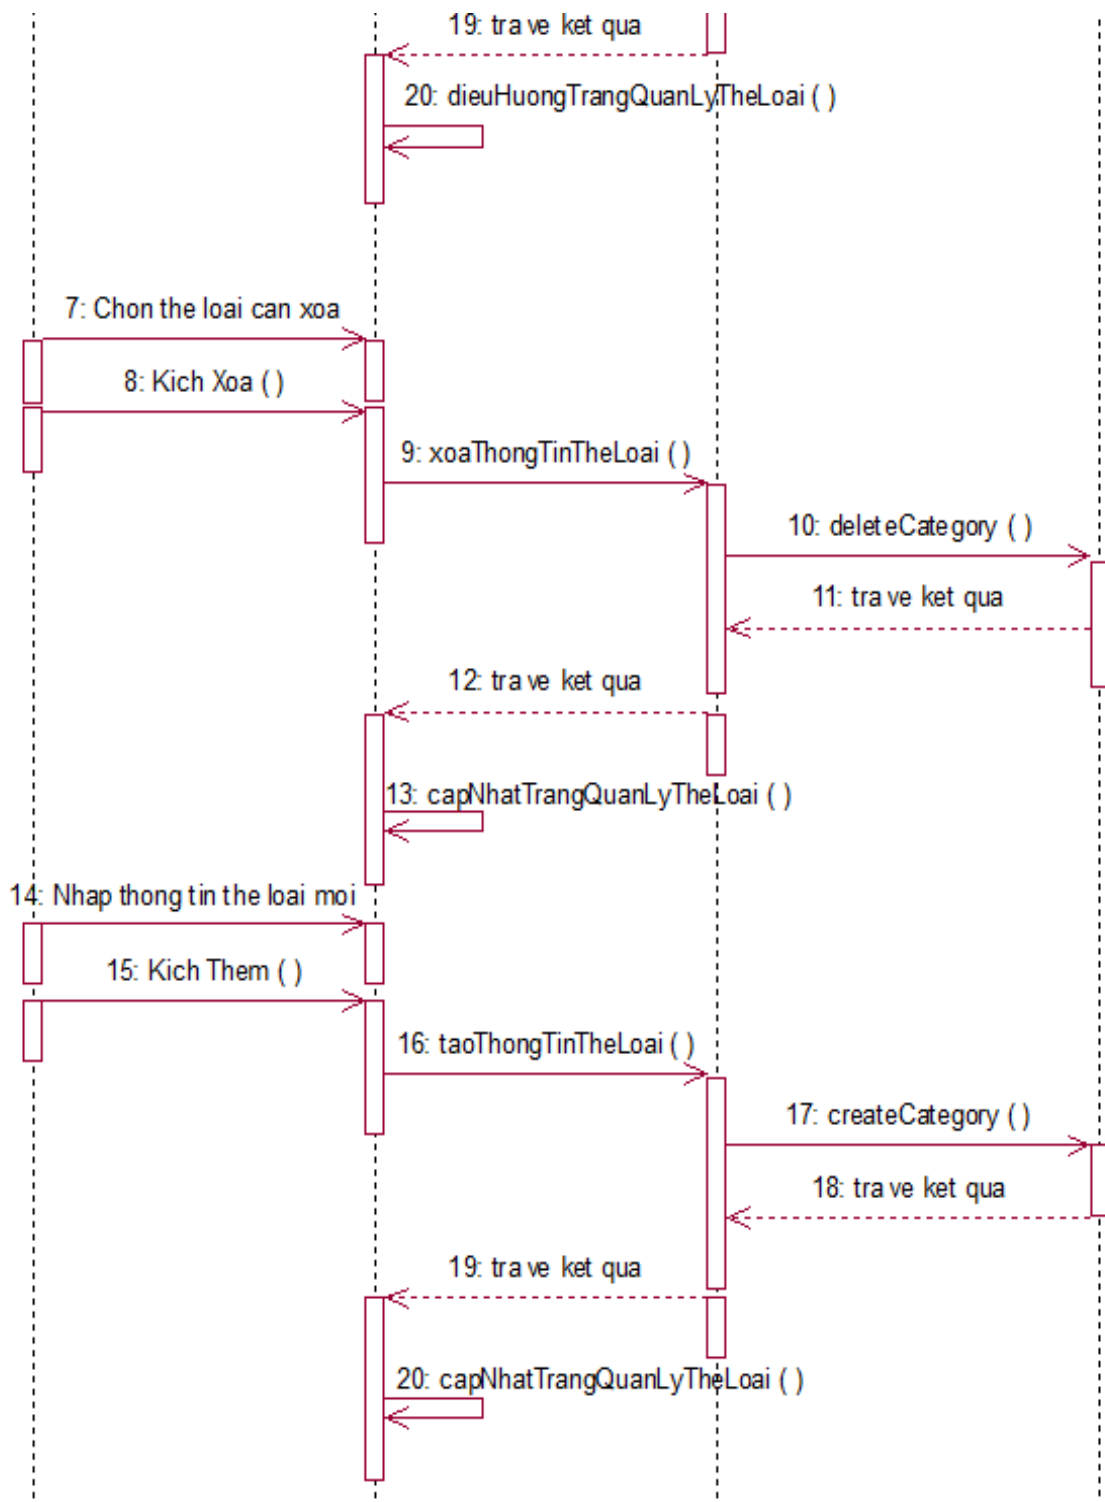 19: tra ve ket qua
20: dieuHuongTrangQuanLyTheLoai ( )
7: Chon the loai can xoa
8: Kich Xoa ( )
9: xoaThongTinTheLoai ( )
10: deleteCategory ( )
11: tra ve ket qua
12: tra ve ket qua
13: capNhatTrangQuanLyTheLoai ( )
14: Nhap thong tin the loai moi
15: Kich Them ( )
16: taoThongTinTheLoai ( )
17: createCategory ( )
18: tra ve ket qua
19: tra ve ket qua
20: capNhatTrangQuanLyTheLoai ( )